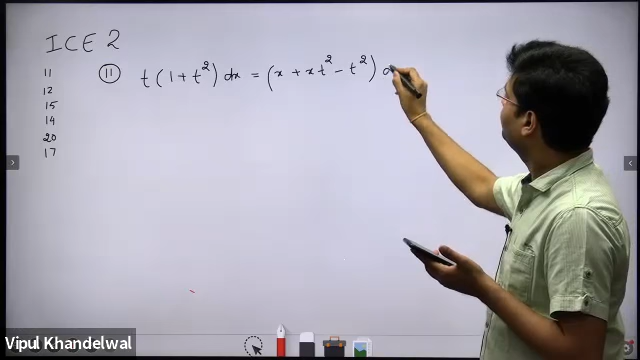 ICE 2
11
12
15
14
20
17
(11) t(1+t²) dx = (x + xt² - t²) d
Vipul Khandelwal